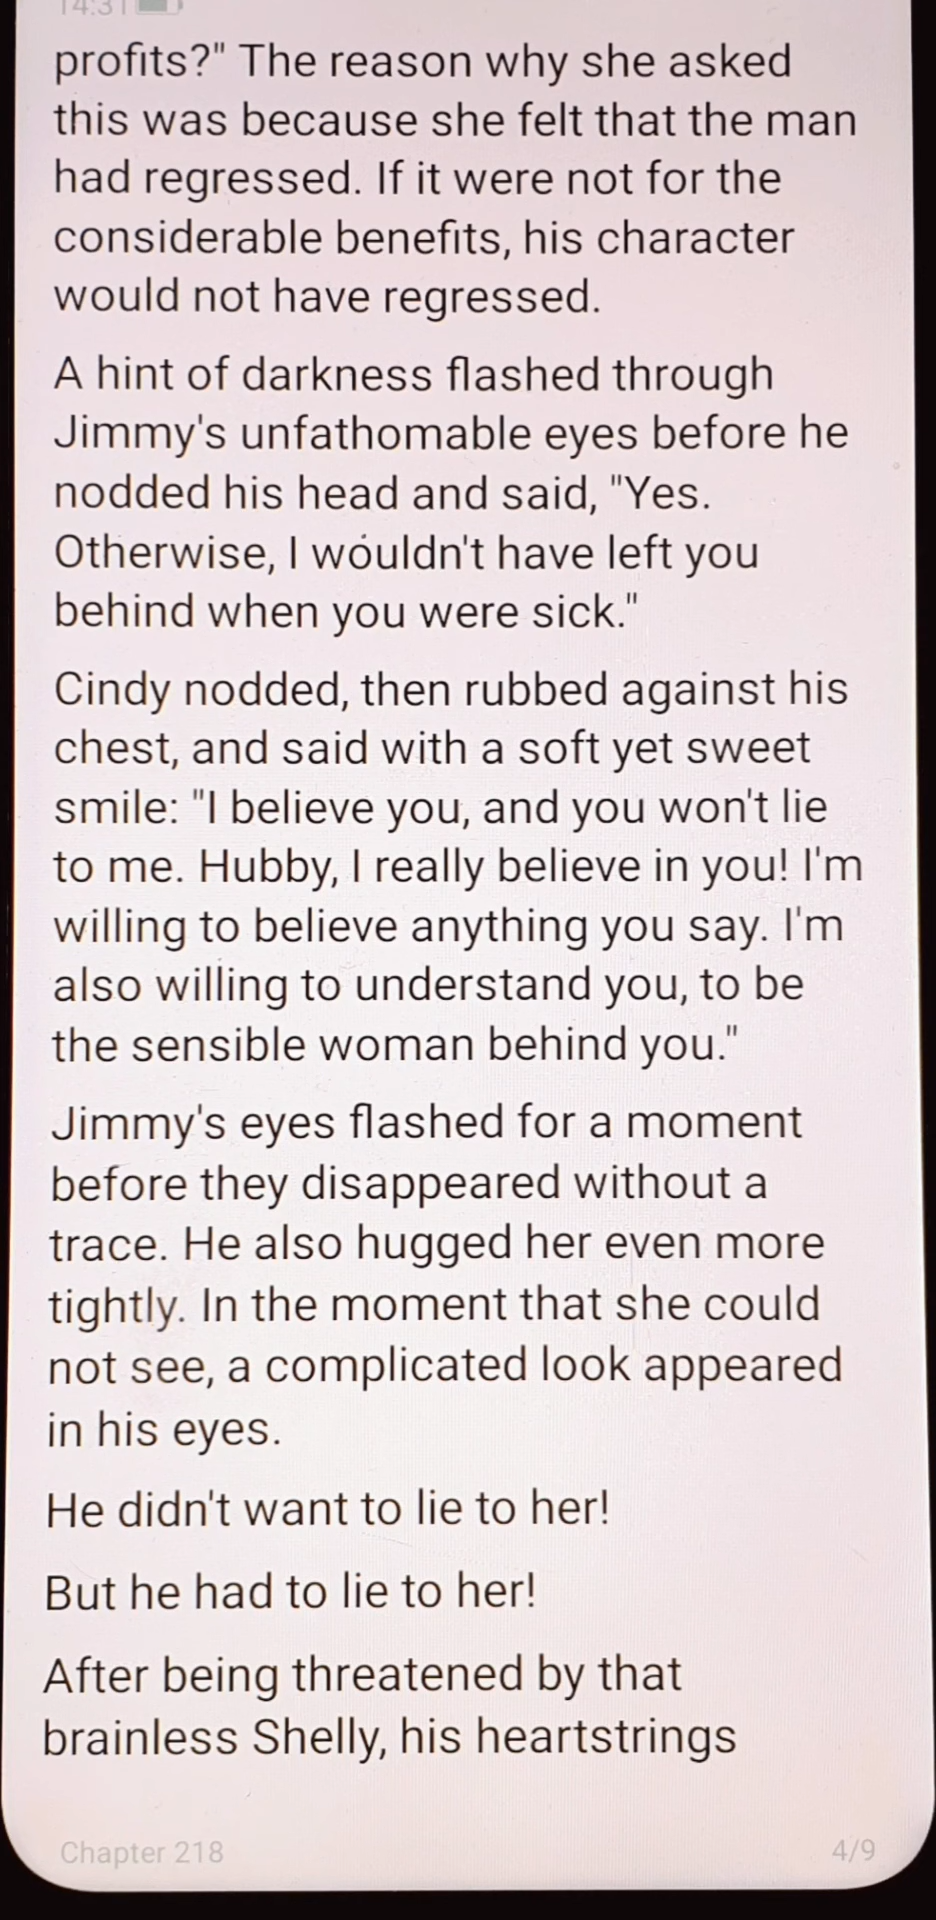 14:31
profits?" The reason why she asked
this was because she felt that the man
had regressed. If it were not for the
considerable benefits, his character
would not have regressed.
A hint of darkness flashed through
Jimmy's unfathomable eyes before he
nodded his head and said, "Yes.
Otherwise, I wouldn't have left you
behind when you were sick."
Cindy nodded, then rubbed against his
chest, and said with a soft yet sweet
smile: "I believe you, and you won't lie
to me. Hubby, I really believe in you! I'm
willing to believe anything you say. I'm
also willing to understand you, to be
the sensible woman behind you."
Jimmy's eyes flashed for a moment
before they disappeared without a
trace. He also hugged her even more
tightly. In the moment that she could
not see, a complicated look appeared
in his eyes.
He didn't want to lie to her!
But he had to lie to her!
After being threatened by that
brainless Shelly, his heartstrings
Chapter 218
4/9